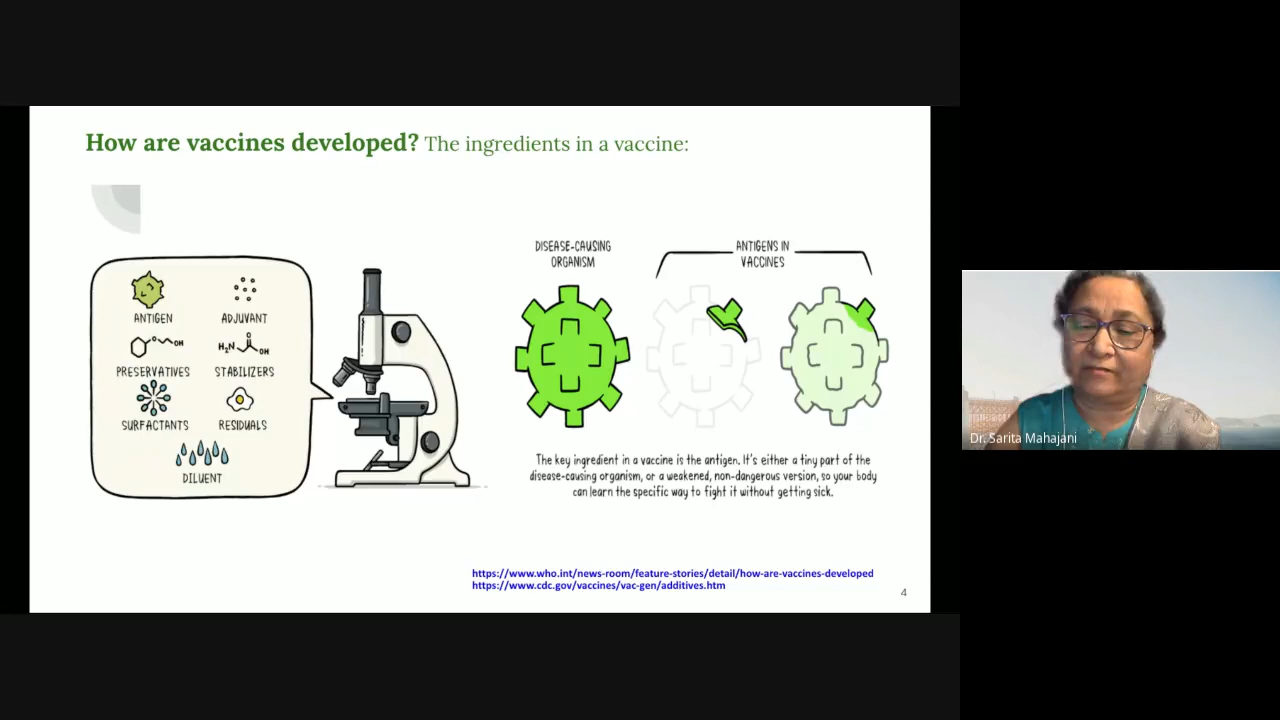 How are vaccines developed? The ingredients in a vaccine:
ANTIGEN
ADJUVANT
H₂N
OH
OH
O
O
PRESERVATIVES
STABILIZERS
SURFACTANTS
RESIDUALS
DILUENT
DISEASE-CAUSING
ORGANISM
ANTIGENS IN
VACCINES
The key ingredient in a vaccine is the antigen. It's either a tiny part of the
disease-causing organism, or a weakened, non-dangerous version, so your body
can learn the specific way to fight it without getting sick.
https://www.who.int/news-room/feature-stories/detail/how-are-vaccines-developed
https://www.cdc.gov/vaccines/vac-gen/additives.htm
4
Dr. Sarita Mahajani